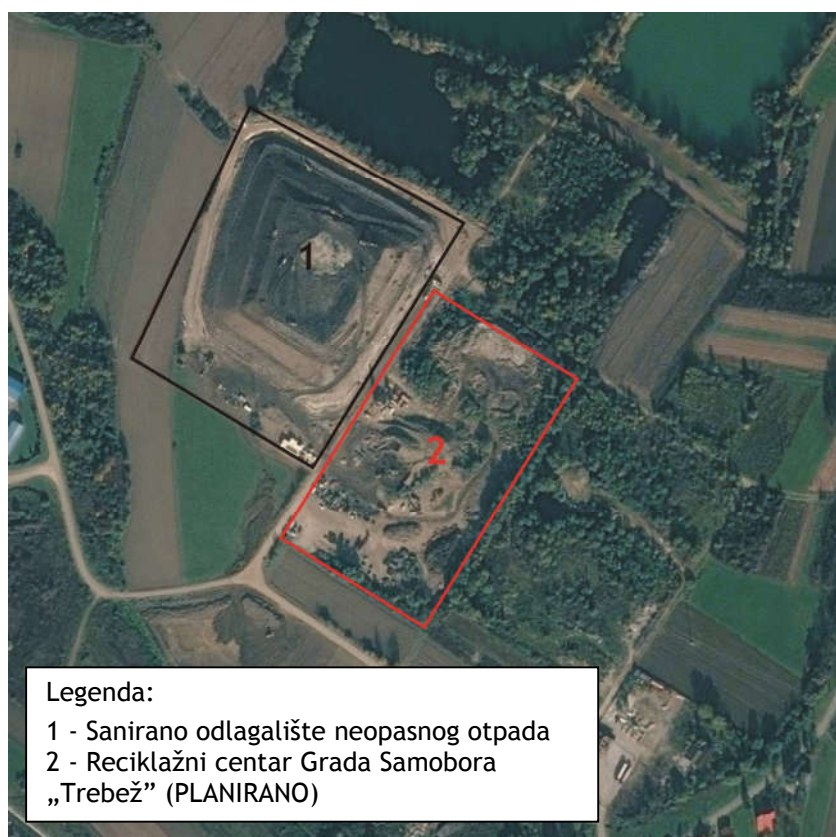 1
2
Legenda:
1 - Sanirano odlagalište neopasnog otpada
2 - Reciklažni centar Grada Samobora
„Trebež” (PLANIRANO)